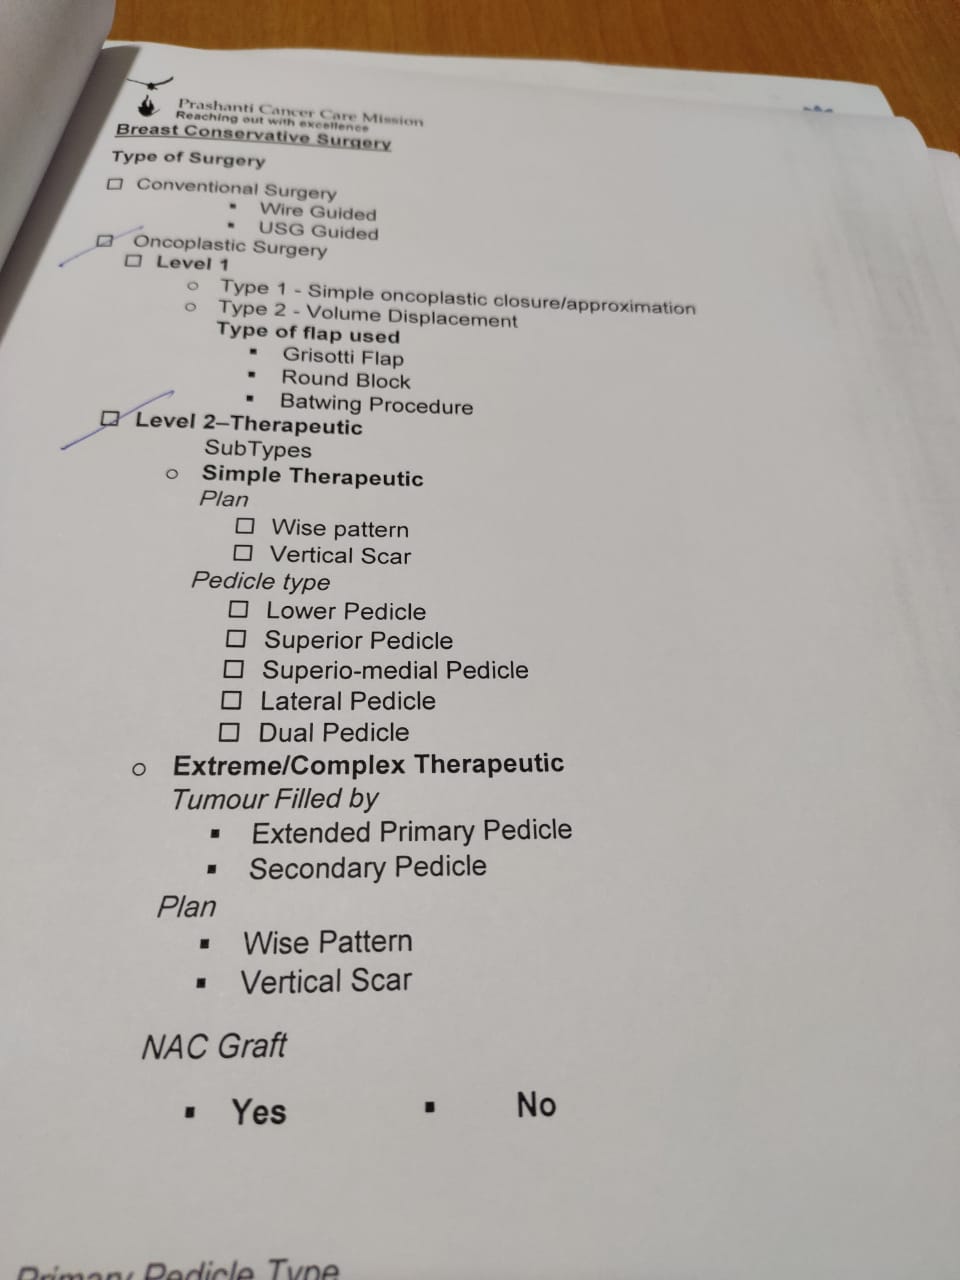 Prashanti Cancer Care Mission
Reaching out with excellence
Breast Conservative Surgery
Type of Surgery
☐ Conventional Surgery
▪ Wire Guided
▪ USG Guided
☑ Oncoplastic Surgery
☐ Level 1
○ Type 1 - Simple oncoplastic closure/approximation
○ Type 2 - Volume Displacement
Type of flap used
▪ Grisotti Flap
▪ Round Block
▪ Batwing Procedure
☑ Level 2–Therapeutic
SubTypes
○ Simple Therapeutic
Plan
☐ Wise pattern
☐ Vertical Scar
Pedicle type
☐ Lower Pedicle
☐ Superior Pedicle
☐ Superio-medial Pedicle
☐ Lateral Pedicle
☐ Dual Pedicle
○ Extreme/Complex Therapeutic
Tumour Filled by
▪ Extended Primary Pedicle
▪ Secondary Pedicle
Plan
▪ Wise Pattern
▪ Vertical Scar
NAC Graft
▪ Yes ▪ No
Primary Pedicle Type